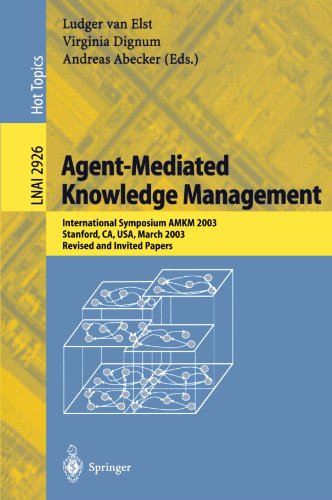 Ludger van Elst
Virginia Dignum
Andreas Abecker (Eds.)
Hot Topics
LNAI 2926
Agent-Mediated
Knowledge Management
International Symposium AMKM 2003
Stanford, CA, USA, March 2003
Revised and Invited Papers
Springer